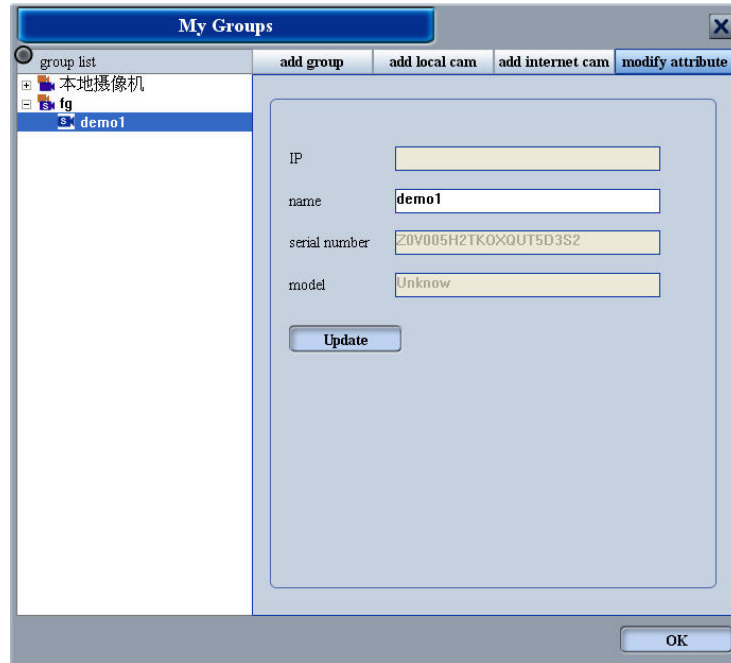 My Groups
group list
add group add local cam add internet cam modify attribute
本地摄像机
fg
demo1
IP
name demo1
serial number Z0V005H2TKOXQUT5D3S2
model Unknow
Update
OK